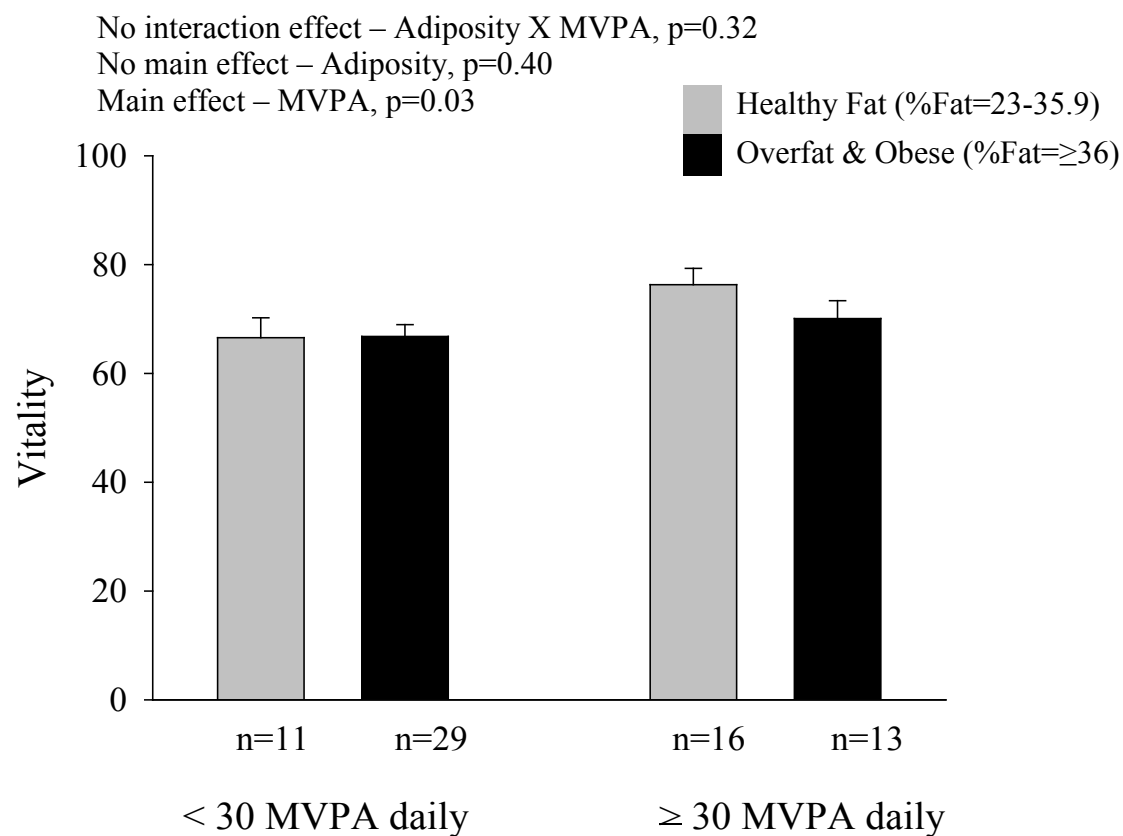 No interaction effect – Adiposity X MVPA, p=0.32
No main effect – Adiposity, p=0.40
Main effect – MVPA, p=0.03
Healthy Fat (%Fat=23-35.9)
Overfat & Obese (%Fat=≥36)
Vitality
100
80
60
40
20
0
n=11 n=29 n=16 n=13
< 30 MVPA daily ≥ 30 MVPA daily